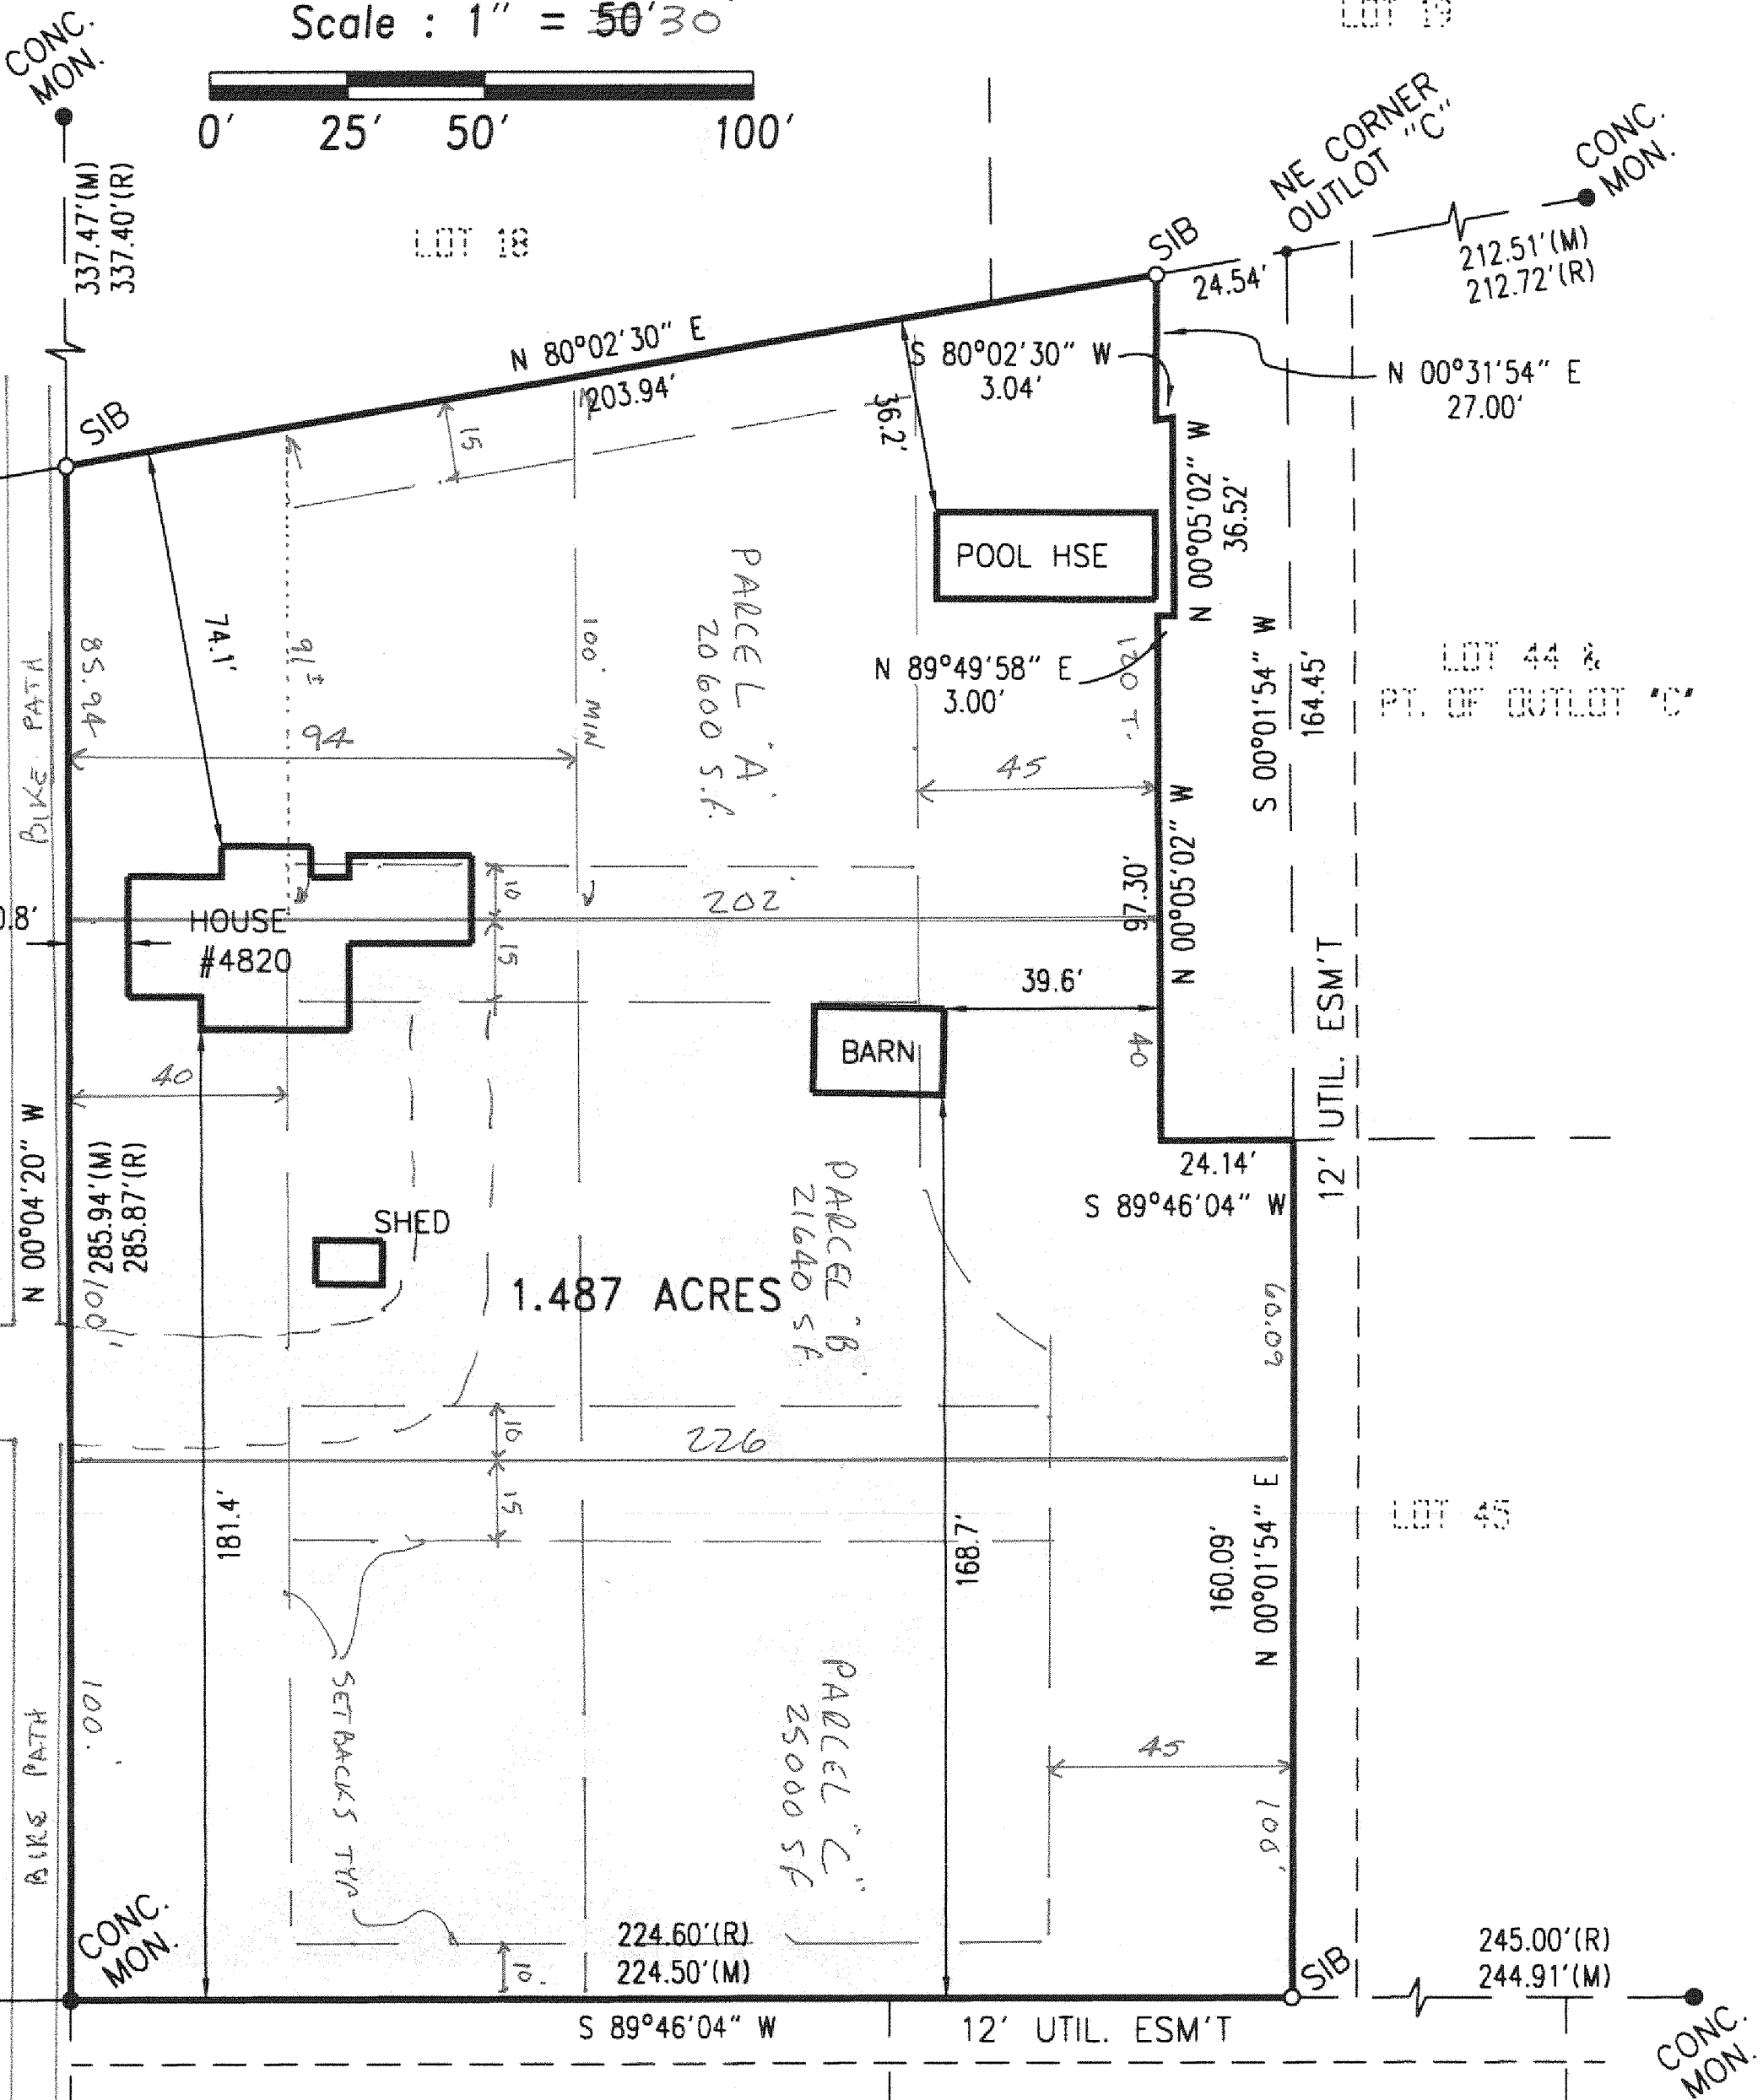 Scale : 1" = 50' 30'
0' 25' 50' 100'
CONC.
MON.
337.47'(M)
337.40'(R)
LOT 18
LOT 19
NE CORNER
OUTLOT "C"
CONC.
MON.
SIB
24.54'
212.51'(M)
212.72'(R)
N 80°02'30" E
203.94'
S 80°02'30" W
3.04'
N 00°31'54" E
27.00'
SIB
15
36.2'
N 00°05'02" W
36.52'
POOL HSE
74.1'
91±
100' MIN
PARCEL "A"
20600 S.F.
N 89°49'58" E
3.00'
120 T.
S 00°01'54" W
164.45'
LOT 44 &
PT. OF OUTLOT "C"
BIKE PATH
85.94
94
45
10
202
97.30'
N 00°05'02" W
0.8'
HOUSE
#4820
15
39.6'
BARN
40
40
12' UTIL. ESM'T
24.14'
S 89°46'04" W
N 00°04'20" W
285.94'(M)
285.87'(R)
100'
SHED
1.487 ACRES
PARCEL "B"
21640 S.F.
60.09
10
226
15
181.4'
168.7'
160.09'
N 00°01'54" E
LOT 45
SETBACKS TYP
PARCEL "C"
25000 SF
45
100'
100.
BIKE PATH
CONC.
MON.
10'
224.60'(R)
224.50'(M)
S 89°46'04" W
12' UTIL. ESM'T
SIB
245.00'(R)
244.91'(M)
CONC.
MON.